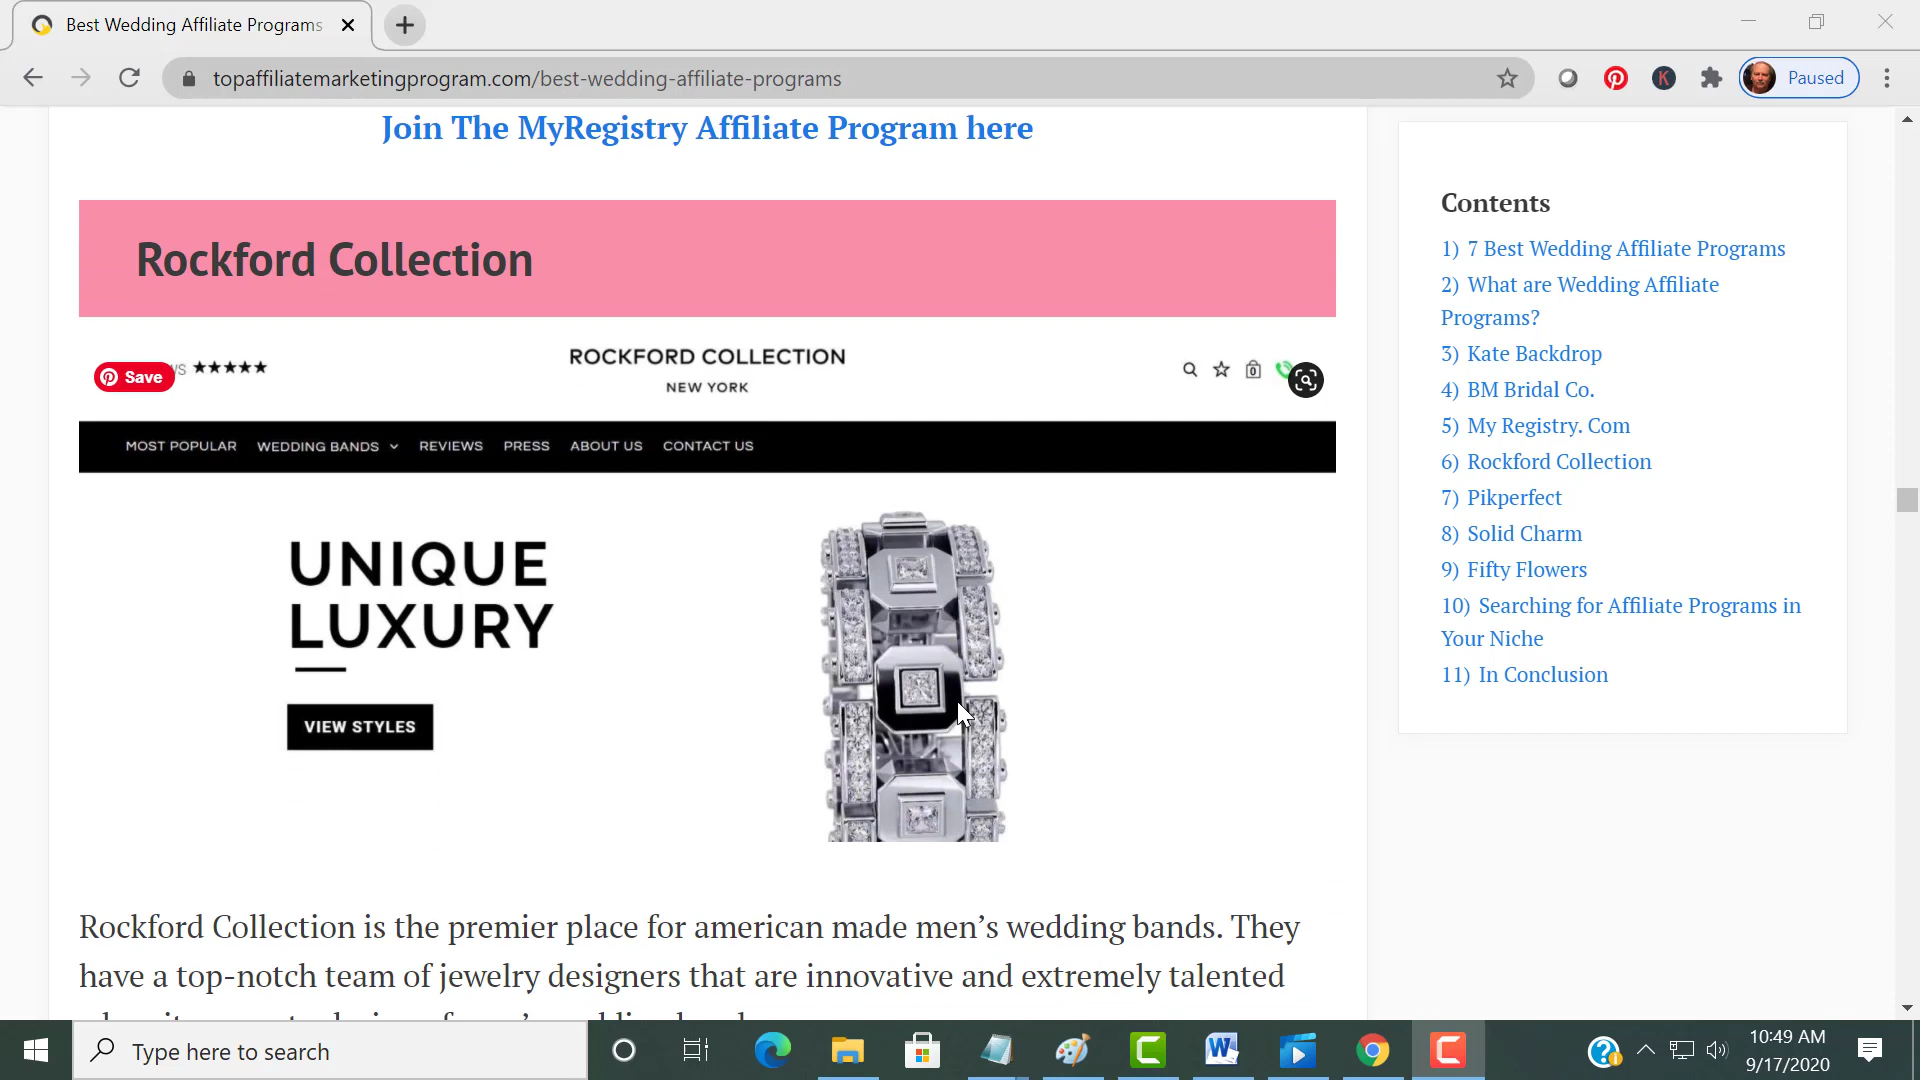 Best Wedding Affiliate Programs
topaffiliatemarketingprogram.com/best-wedding-affiliate-programs
K
Paused
Join The MyRegistry Affiliate Program here
Rockford Collection
Save
★★★★★
ROCKFORD COLLECTION
NEW YORK
0
MOST POPULAR WEDDING BANDS REVIEWS PRESS ABOUT US CONTACT US
UNIQUE
LUXURY
VIEW STYLES
Rockford Collection is the premier place for american made men's wedding bands. They
have a top-notch team of jewelry designers that are innovative and extremely talented
Contents
1) 7 Best Wedding Affiliate Programs
2) What are Wedding Affiliate
Programs?
3) Kate Backdrop
4) BM Bridal Co.
5) My Registry. Com
6) Rockford Collection
7) Pikperfect
8) Solid Charm
9) Fifty Flowers
10) Searching for Affiliate Programs in
Your Niche
11) In Conclusion
Type here to search
10:49 AM
9/17/2020